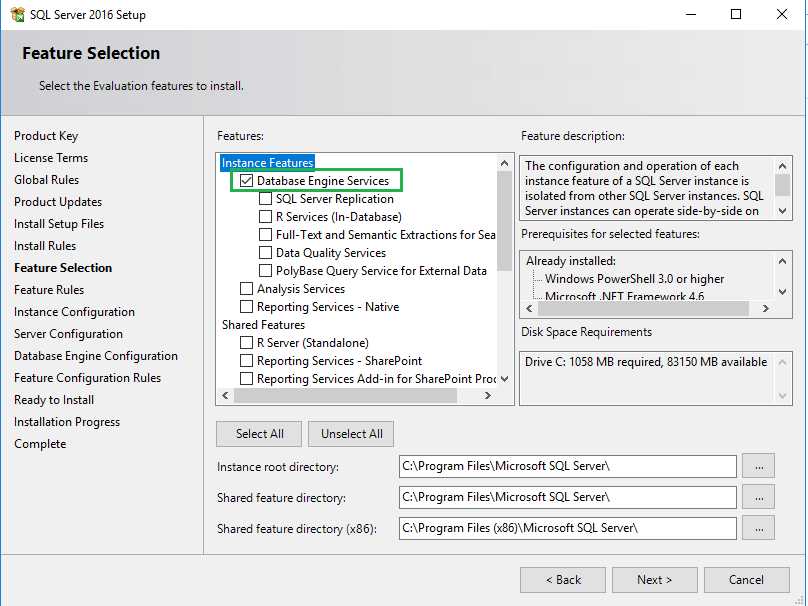 SQL Server 2016 Setup
Feature Selection
Select the Evaluation features to install.
Product Key
License Terms
Global Rules
Product Updates
Install Setup Files
Install Rules
Feature Selection
Feature Rules
Instance Configuration
Server Configuration
Database Engine Configuration
Feature Configuration Rules
Ready to Install
Installation Progress
Complete
Features:
Instance Features
Database Engine Services
SQL Server Replication
R Services (In-Database)
Full-Text and Semantic Extractions for Sea
Data Quality Services
PolyBase Query Service for External Data
Analysis Services
Reporting Services - Native
Shared Features
R Server (Standalone)
Reporting Services - SharePoint
Reporting Services Add-in for SharePoint Proc
Feature description:
The configuration and operation of each
instance feature of a SQL Server instance is
isolated from other SQL Server instances. SQL
Server instances can operate side-by-side on
Prerequisites for selected features:
Already installed:
Windows PowerShell 3.0 or higher
Microsoft .NET Framework 4.6
Disk Space Requirements
Drive C: 1058 MB required, 83150 MB available
Select All
Unselect All
Instance root directory:
C:\Program Files\Microsoft SQL Server\
...
Shared feature directory:
C:\Program Files\Microsoft SQL Server\
...
Shared feature directory (x86):
C:\Program Files (x86)\Microsoft SQL Server\
...
< Back
Next >
Cancel